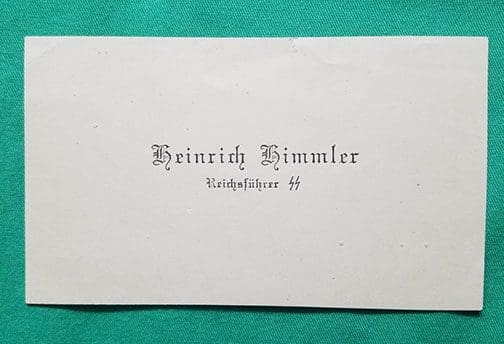 Heinrich Himmler
Reichsführer ᛋᛋ